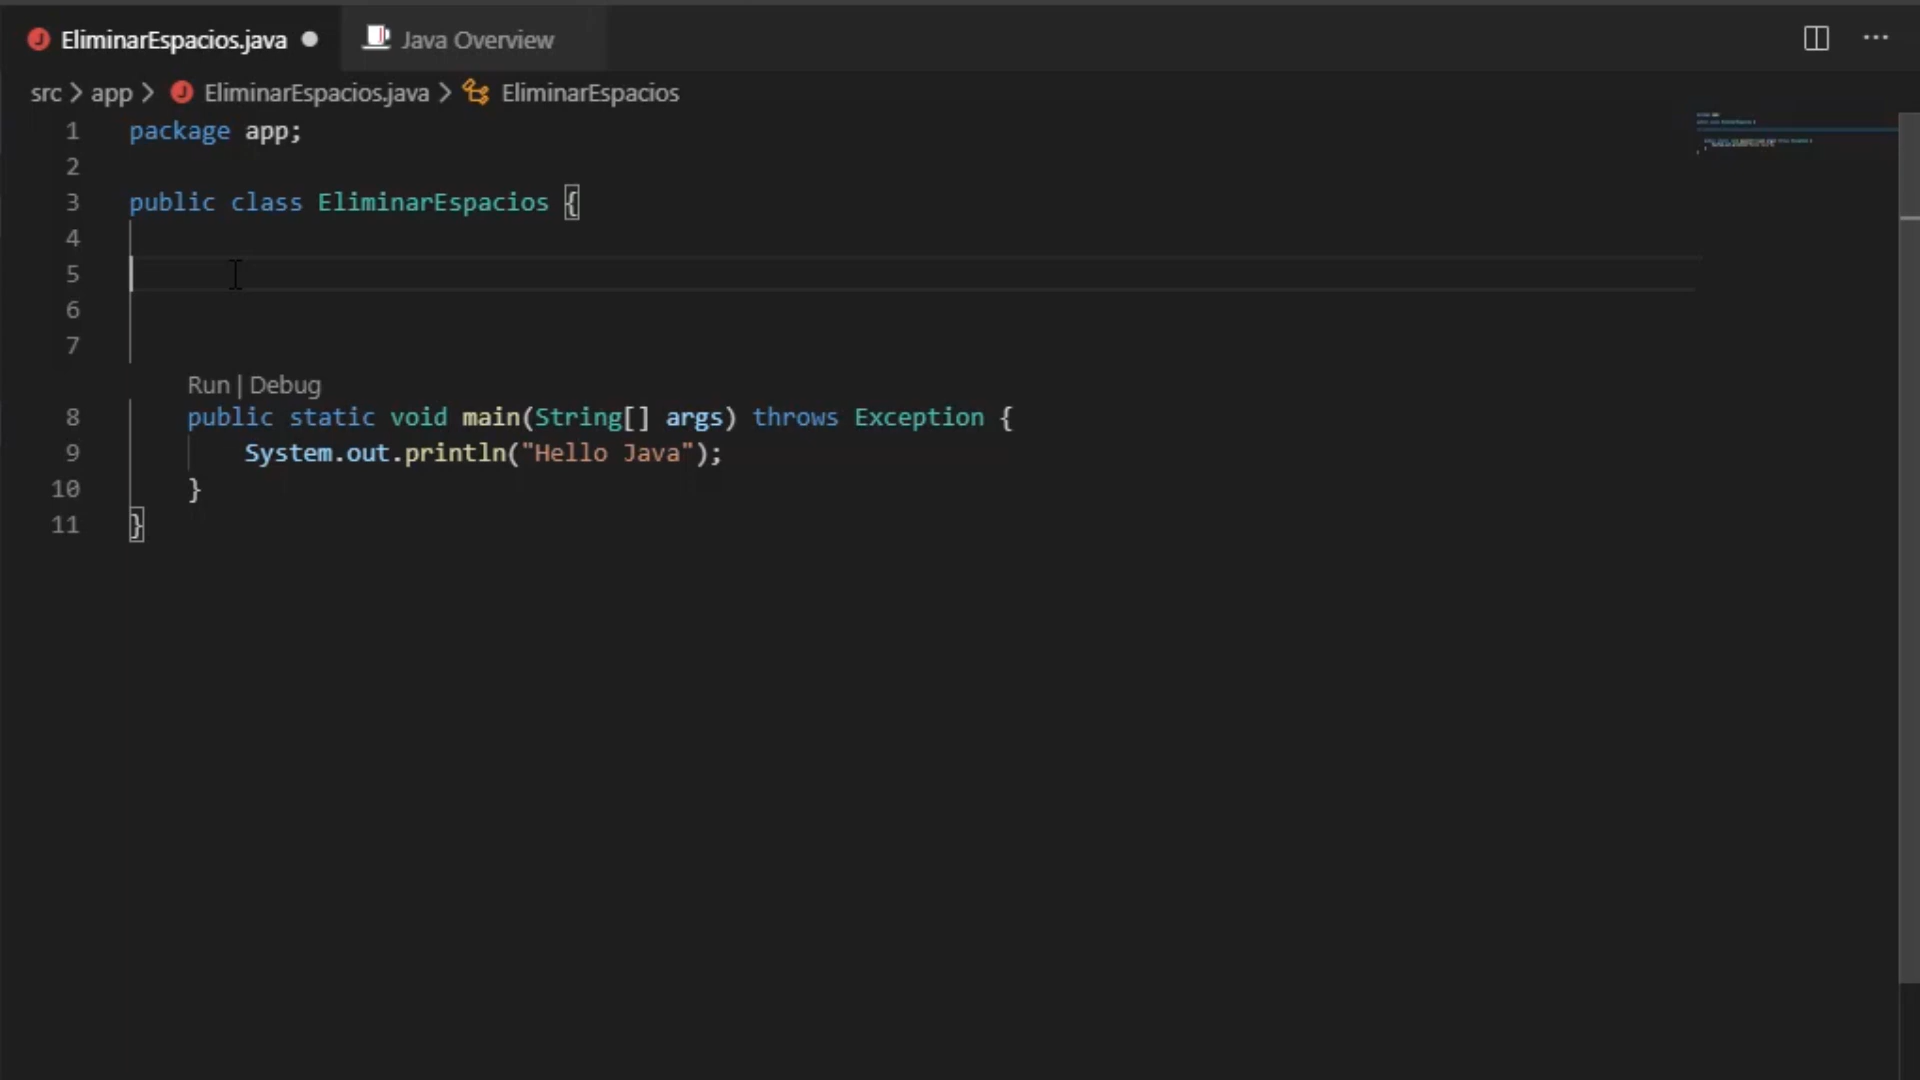 EliminarEspacios.java Java Overview
src > app > EliminarEspacios.java > EliminarEspacios
1 package app;
2
3 public class EliminarEspacios {
4
5
6
7
Run | Debug
8 public static void main(String[] args) throws Exception {
9 System.out.println("Hello Java");
10 }
11 }